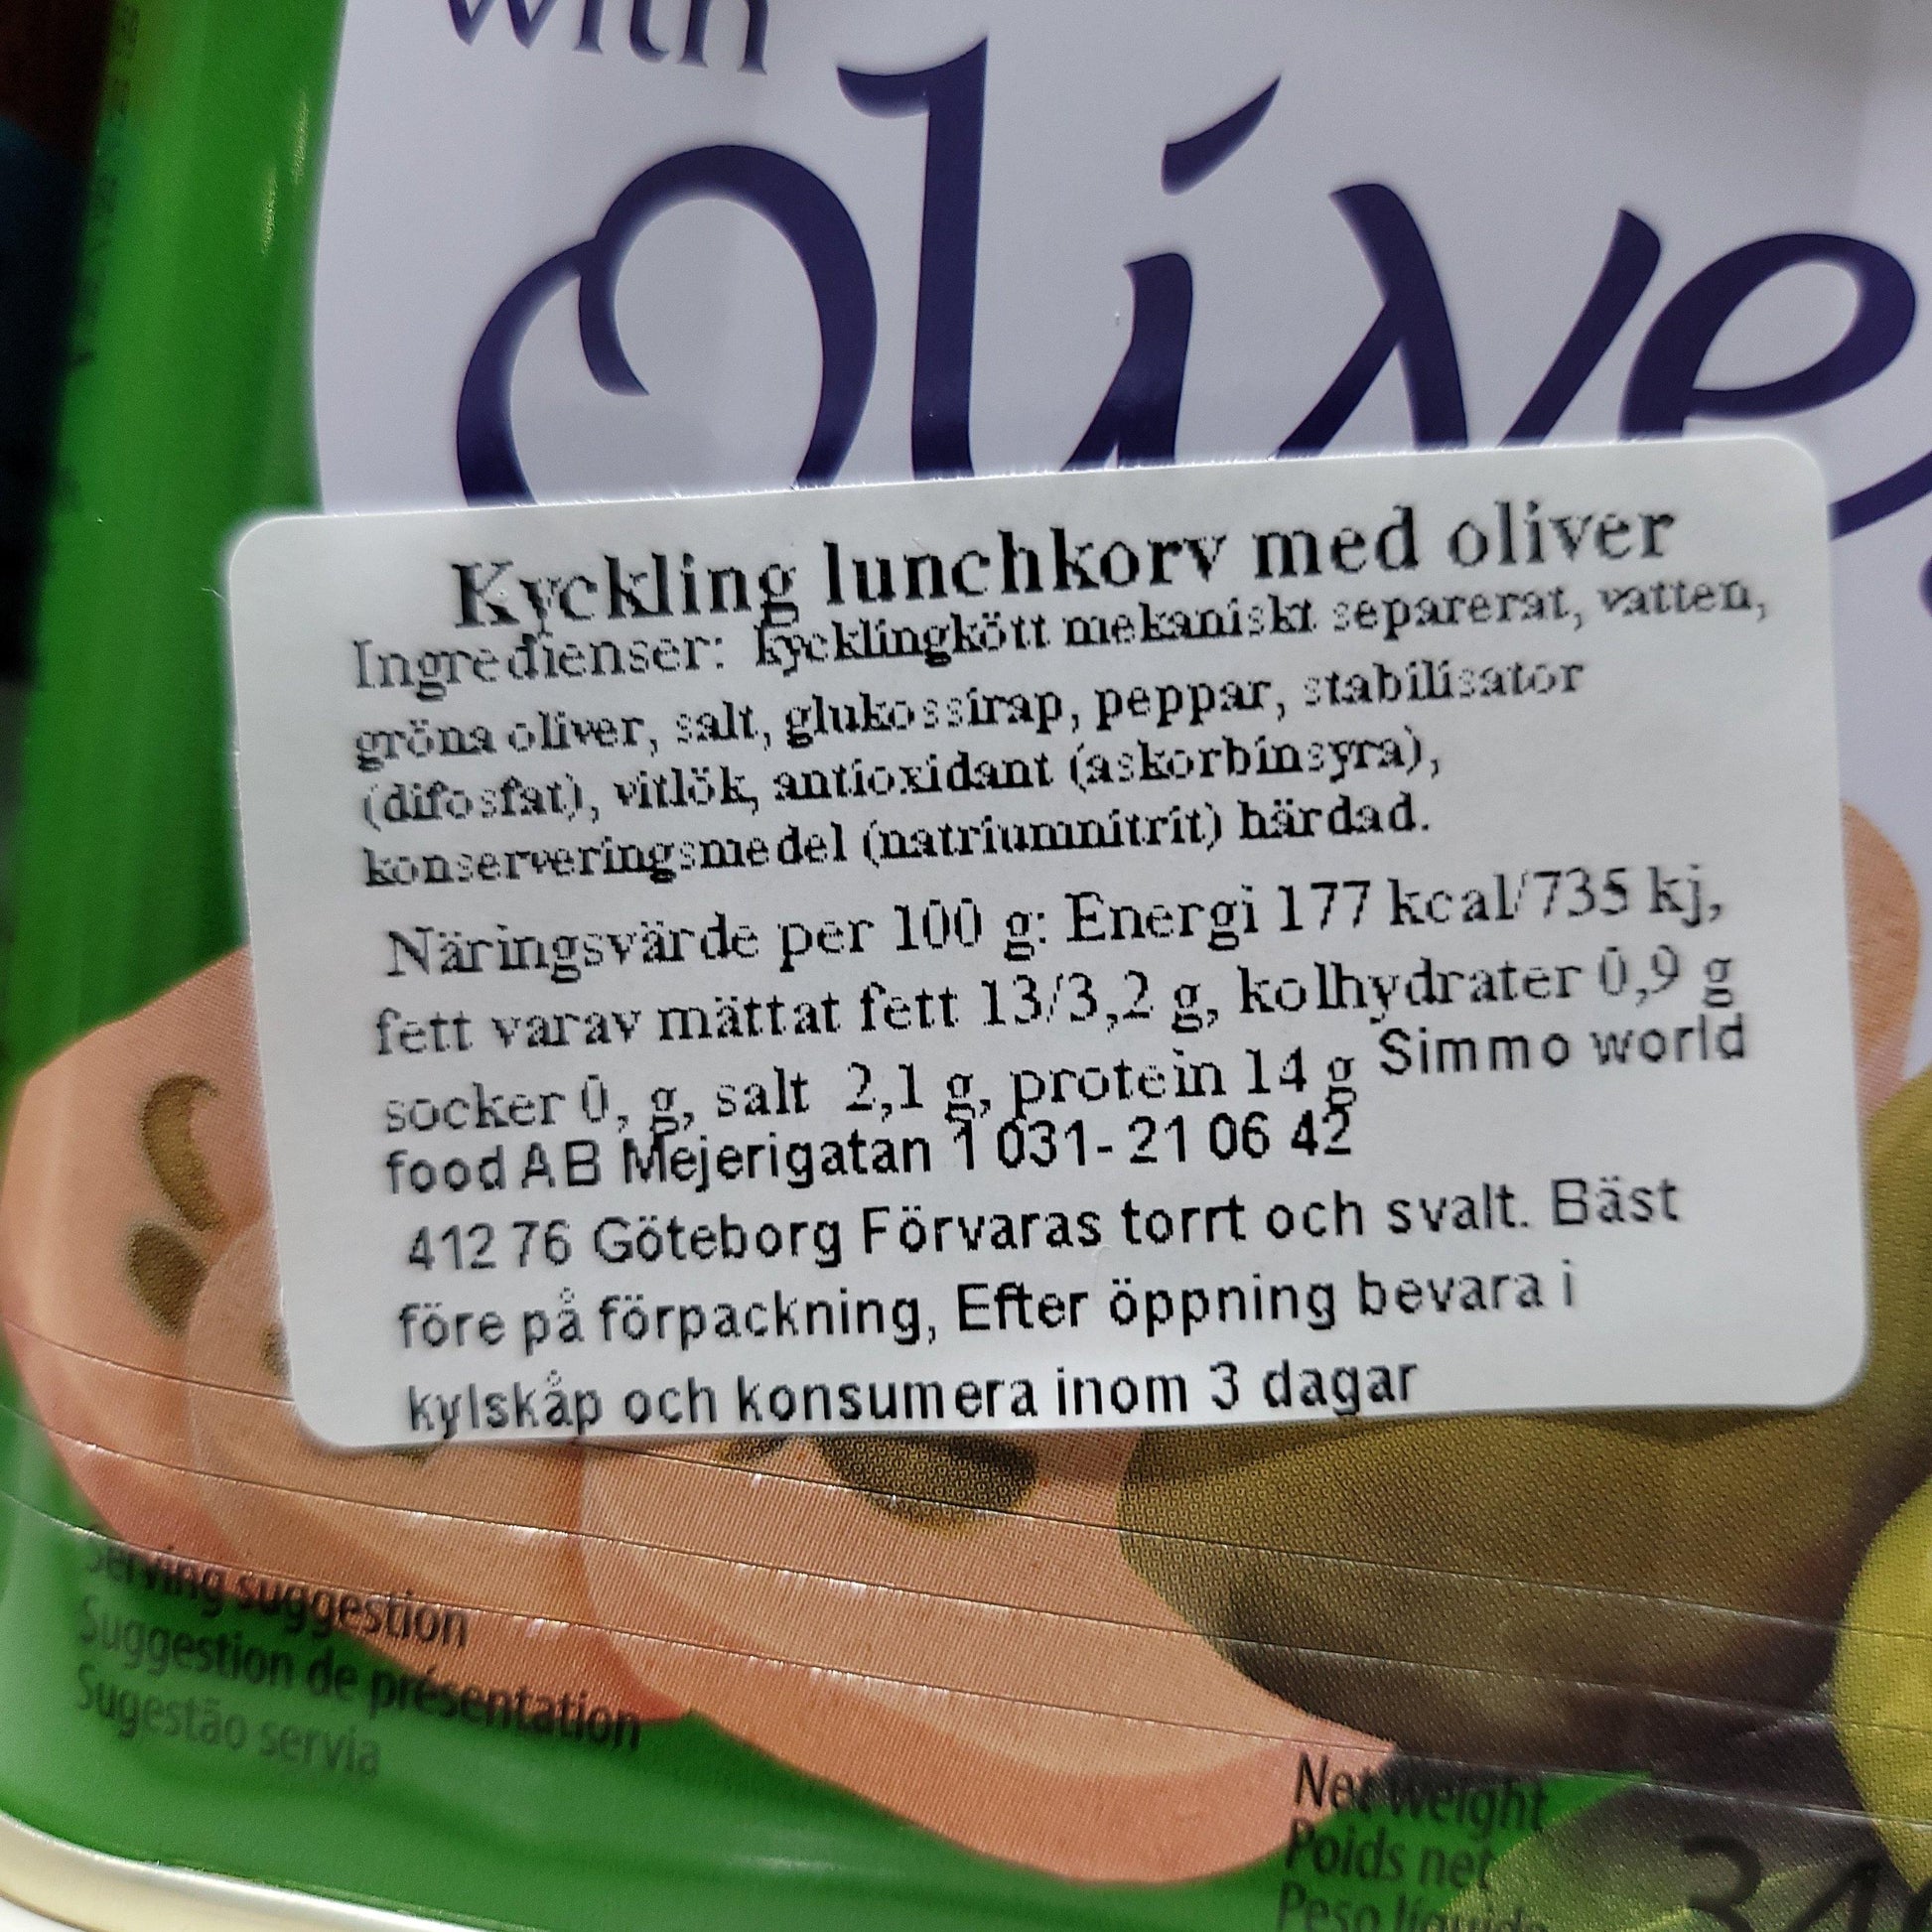 with
Olive
Kyckling lunchkorv med oliver
Ingredienser: kycklingkött mekaniskt separerat, vatten,
gröna oliver, salt, glukossirap, peppar, stabilisator
(difosfat), vitlök, antioxidant (askorbinsyra),
konserveringsmedel (natriumnitrit) härdad.
Näringsvärde per 100 g: Energi 177 kcal/735 kj,
fett varav mättat fett 13/3,2 g, kolhydrater 0,9 g
socker 0, g, salt 2,1 g, protein 14 g Simmo world
food AB Mejerigatan 1 031- 21 06 42
412 76 Göteborg Förvaras torrt och svalt. Bäst
före på förpackning, Efter öppning bevara i
kylskåp och konsumera inom 3 dagar
Serving suggestion
Suggestion de présentation
Sugestão servia
Net weight
Poids net
Peso líquido